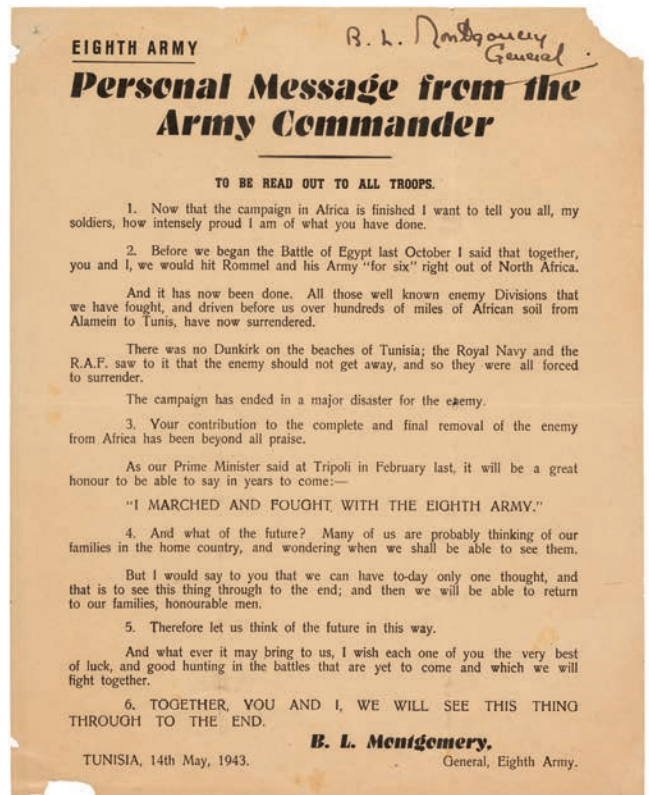 EIGHTH ARMY
B. L. Montgomery
General
Personal Message from the
Army Commander
TO BE READ OUT TO ALL TROOPS.
1. Now that the campaign in Africa is finished I want to tell you all, my
soldiers, how intensely proud I am of what you have done.
2. Before we began the Battle of Egypt last October I said that together,
you and I, we would hit Rommel and his Army "for six" right out of North Africa.
And it has now been done. All those well known enemy Divisions that
we have fought, and driven before us over hundreds of miles of African soil from
Alamein to Tunis, have now surrendered.
There was no Dunkirk on the beaches of Tunisia; the Royal Navy and the
R.A.F. saw to it that the enemy should not get away, and so they were all forced
to surrender.
The campaign has ended in a major disaster for the enemy.
3. Your contribution to the complete and final removal of the enemy
from Africa has been beyond all praise.
As our Prime Minister said at Tripoli in February last, it will be a great
honour to be able to say in years to come:—
"I MARCHED AND FOUGHT WITH THE EIGHTH ARMY."
4. And what of the future? Many of us are probably thinking of our
families in the home country, and wondering when we shall be able to see them.
But I would say to you that we can have to-day only one thought, and
that is to see this thing through to the end; and then we will be able to return
to our families, honourable men.
5. Therefore let us think of the future in this way.
And what ever it may bring to us, I wish each one of you the very best
of luck, and good hunting in the battles that are yet to come and which we will
fight together.
6. TOGETHER, YOU AND I, WE WILL SEE THIS THING
THROUGH TO THE END.
B. L. Montgomery,
TUNISIA, 14th May, 1943. General, Eighth Army.